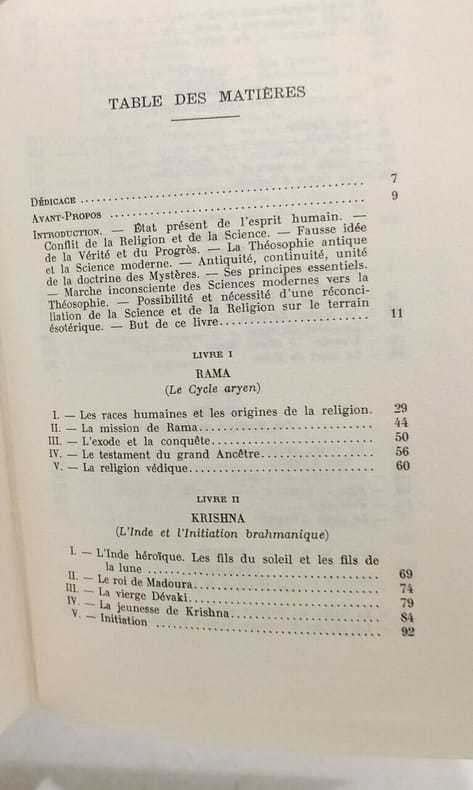 TABLE DES MATIÈRES
DÉDICACE ........................................ 7
AVANT-PROPOS ........................................ 9
INTRODUCTION. — État présent de l'esprit humain. —
Conflit de la Religion et de la Science. — Fausse idée
de la Vérité et du Progrès. — La Théosophie antique
et la Science moderne. — Antiquité, continuité, unité
de la doctrine des Mystères. — Ses principes essentiels.
— Marche inconsciente des Sciences modernes vers la
Théosophie. — Possibilité et nécessité d'une réconci-
liation de la Science et de la Religion sur le terrain
ésotérique. — But de ce livre........................ 11
LIVRE I
RAMA
(Le Cycle aryen)
I. — Les races humaines et les origines de la religion. 29
II. — La mission de Rama........................ 44
III. — L'exode et la conquête........................ 50
IV. — Le testament du grand Ancêtre................ 56
V. — La religion védique........................ 60
LIVRE II
KRISHNA
(L'Inde et l'Initiation brahmanique)
I. — L'Inde héroïque. Les fils du soleil et les fils de
la lune ........................................ 69
II. — Le roi de Madoura........................ 74
III. — La vierge Dévaki........................ 79
IV. — La jeunesse de Krishna........................ 84
V. — Initiation ........................................ 92